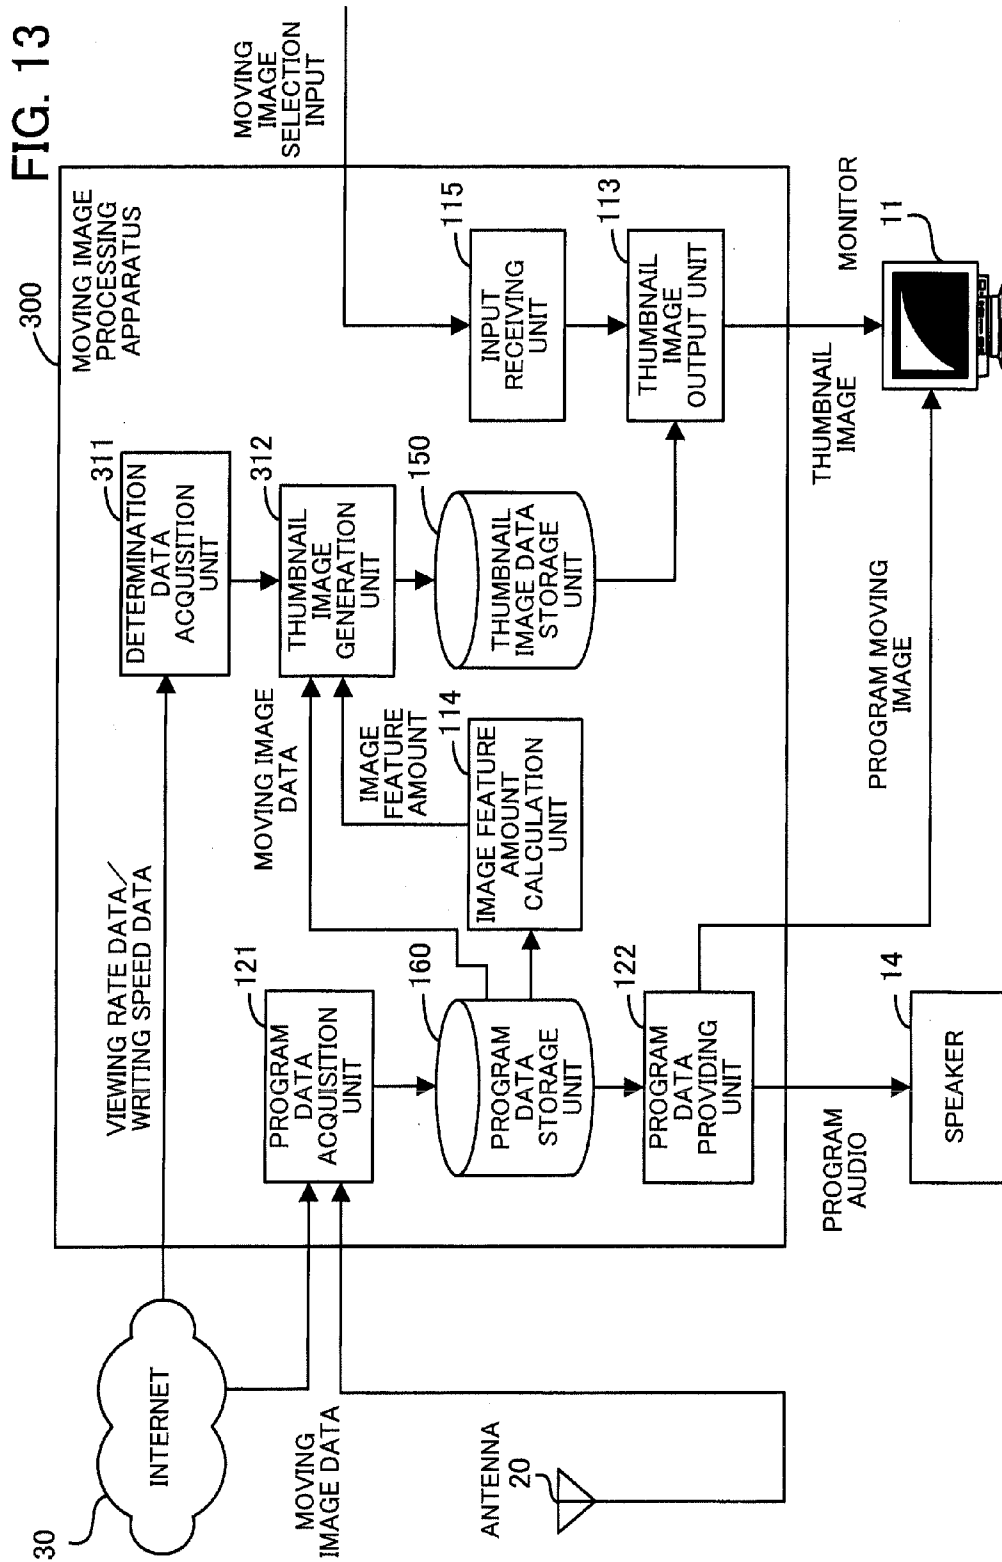 FIG. 13
300
MOVING IMAGE
PROCESSING
APPARATUS
30
INTERNET
VIEWING RATE DATA/
WRITING SPEED DATA
311
DETERMINATION
DATA
ACQUISITION
UNIT
MOVING
IMAGE
SELECTION
INPUT
MOVING
IMAGE DATA
121
PROGRAM
DATA
ACQUISITION
UNIT
MOVING IMAGE
DATA
312
THUMBNAIL
IMAGE
GENERATION
UNIT
IMAGE
FEATURE
AMOUNT
ANTENNA
20
160
PROGRAM
DATA
STORAGE
UNIT
114
IMAGE FEATURE
AMOUNT
CALCULATION
UNIT
150
THUMBNAIL
IMAGE DATA
STORAGE
UNIT
115
INPUT
RECEIVING
UNIT
122
PROGRAM
DATA
PROVIDING
UNIT
113
THUMBNAIL
IMAGE
OUTPUT UNIT
PROGRAM
AUDIO
PROGRAM MOVING
IMAGE
THUMBNAIL
IMAGE
MONITOR
11
14
SPEAKER